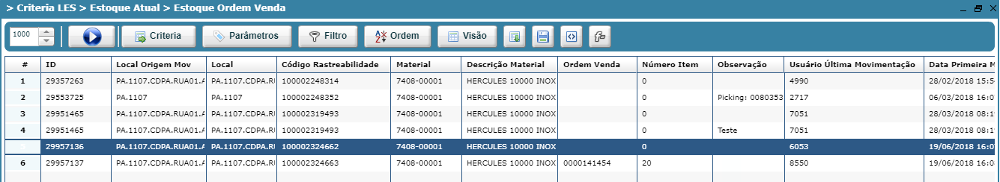 > Criteria LES > Estoque Atual > Estoque Ordem Venda
1000 Criteria Parâmetros Filtro Ordem Visão
# ID Local Origem Mov Local Código Rastreabilidade Material Descrição Material Ordem Venda Número Item Observação Usuário Última Movimentação Data Primeira M
1 29357263 PA.1107.CDPA.RUA01.A PA.1107.CDPA.RU 100002248314 7408-00001 HERCULES 10000 INOX 0 4990 28/02/2018 15:5
2 29553725 PA.1107 PA.1107 100002248352 7408-00001 HERCULES 10000 INOX 0 Picking: 0080353 2717 06/03/2018 16:0
3 29951465 PA.1107.CDPA.RUA01.A PA.1107.CDPA.RU 100002319493 7408-00001 HERCULES 10000 INOX 0 7051 28/03/2018 08:1
4 29951465 PA.1107.CDPA.RUA01.A PA.1107.CDPA.RU 100002319493 7408-00001 HERCULES 10000 INOX 0 Teste 7051 28/03/2018 08:1
29957136 PA.1107.CDPA.RUA01.A PA.1107.CDPA.RU 100002324662 7408-00001 HERCULES 10000 INOX 0 6053 19/06/2018 16:0
6 29957137 PA.1107.CDPA.RUA01.A PA.1107.CDPA.RU 100002324663 7408-00001 HERCULES 10000 INOX 0000141454 20 8550 19/06/2018 16:0